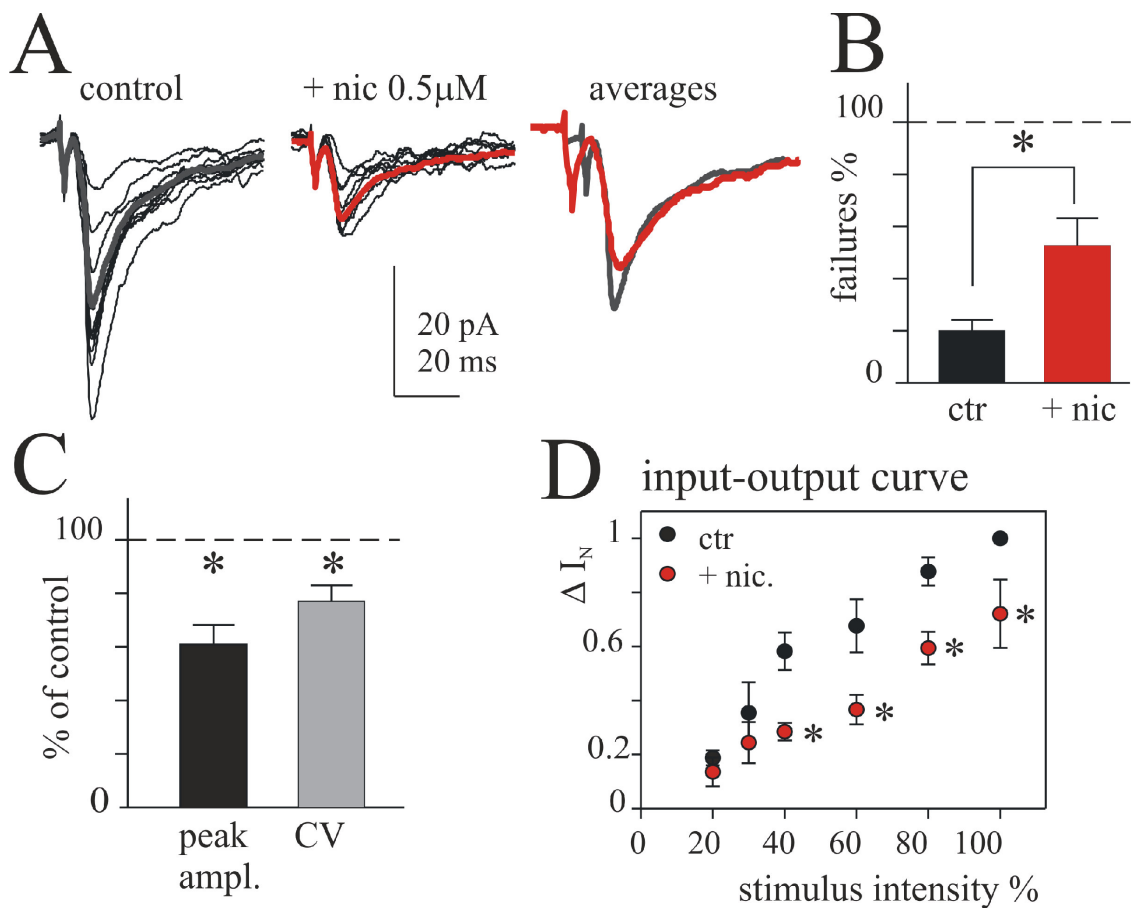 A
control
+ nic 0.5μM
averages
20 pA
20 ms
B
100
*
failures %
0
ctr
+ nic
C
100
*
*
% of control
0
peak
ampl.
CV
D
input-output curve
1
ctr
+ nic.
Δ I_N
0.6
0.2
0
*
*
*
*
0
20
40
60
80
100
stimulus intensity %